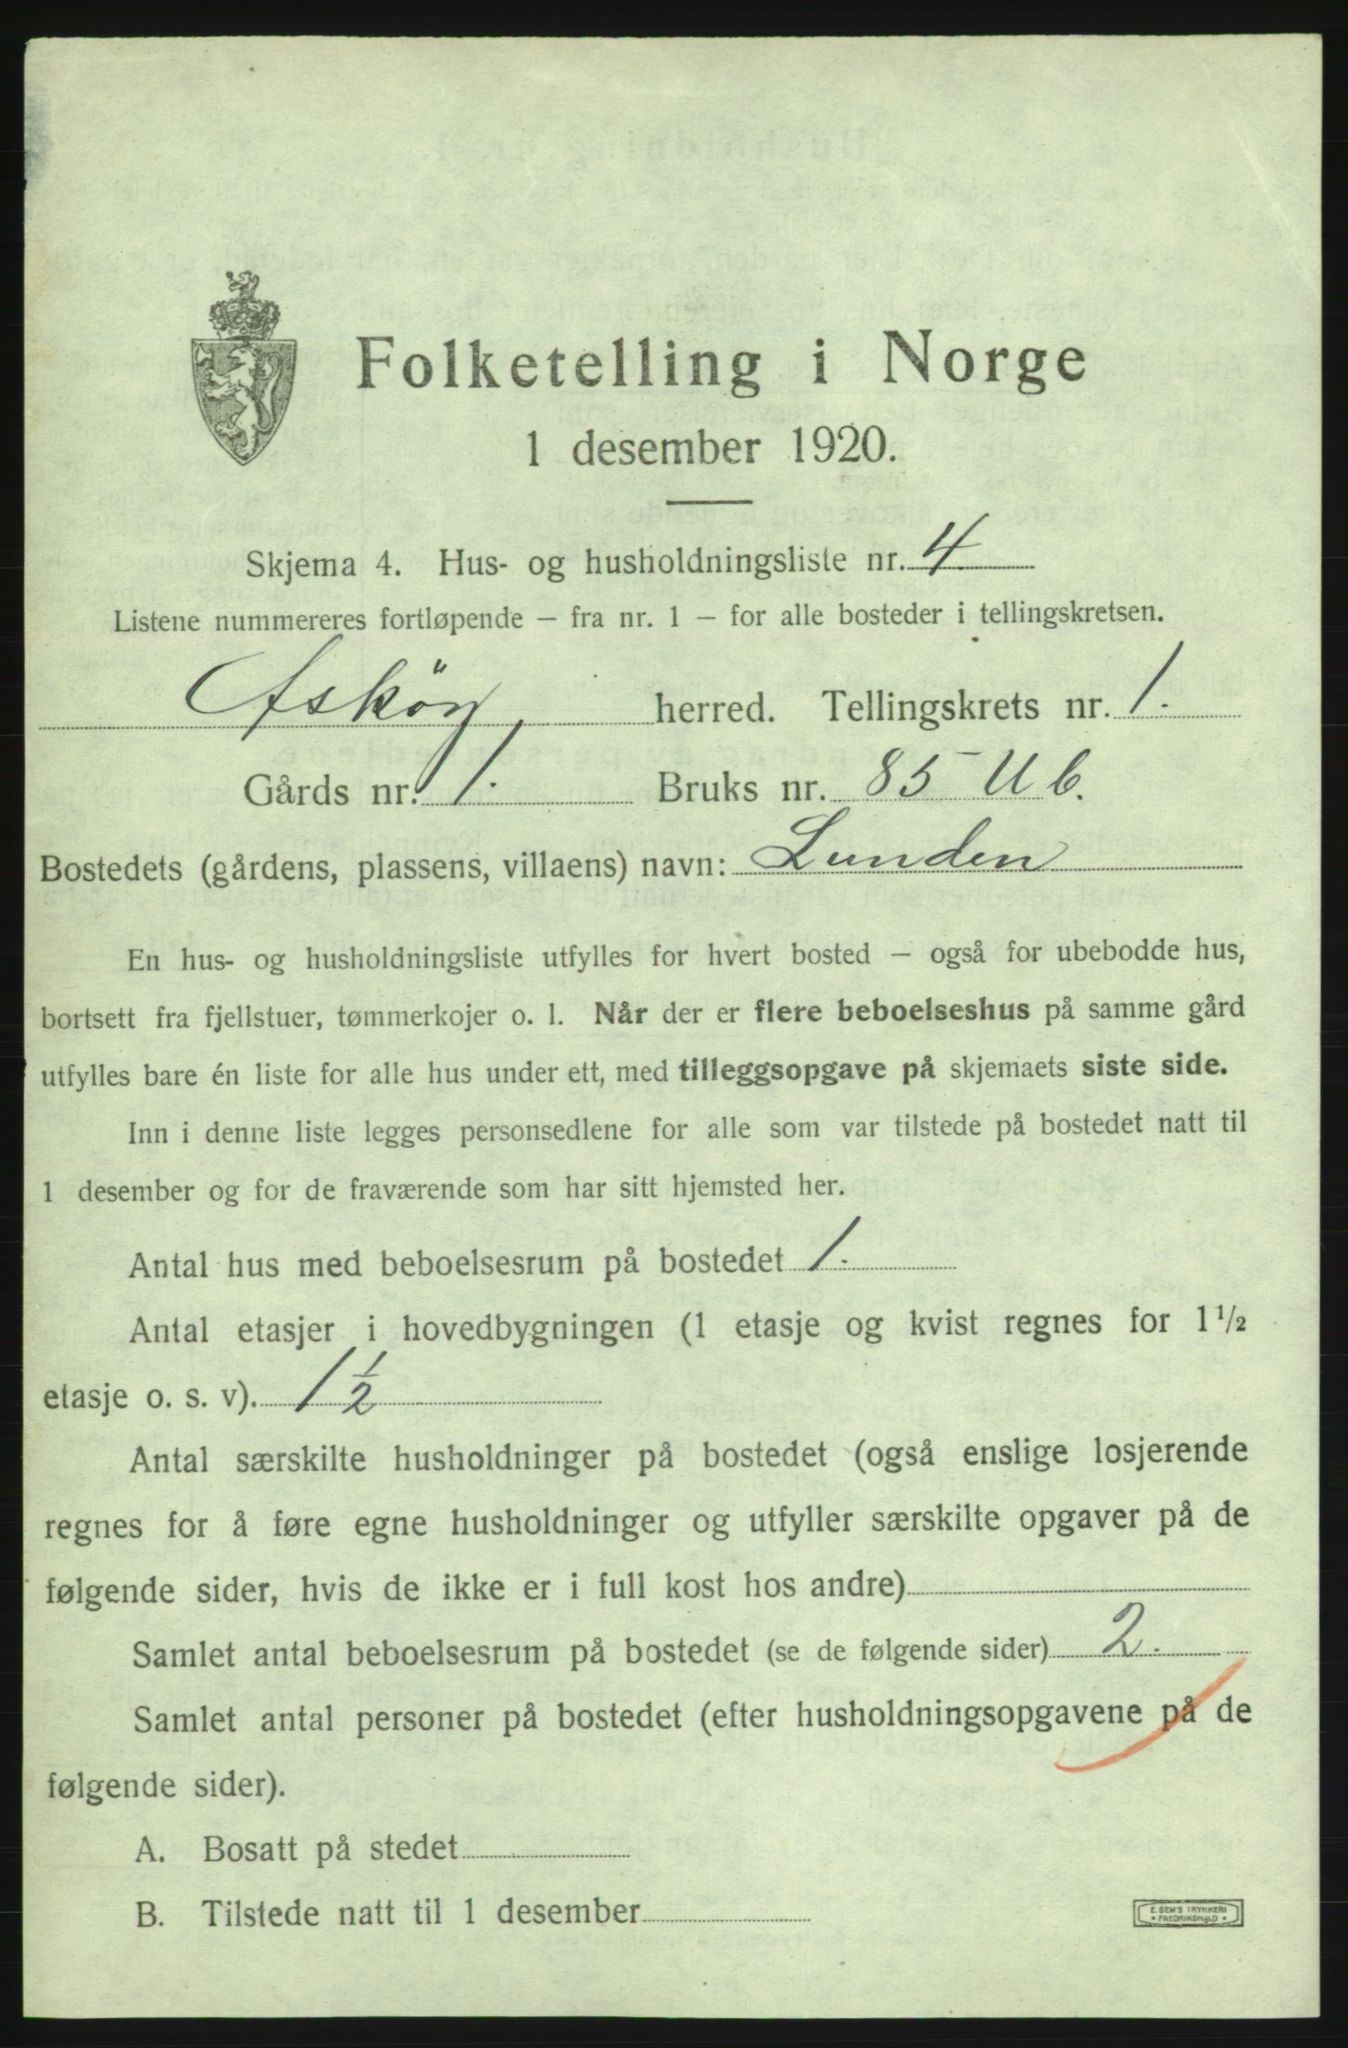 Folketelling i Norge
1 desember 1920.
Skjema 4. Hus- og husholdningsliste nr. 4.
Listene nummereres fortløpende – fra nr. 1 – for alle bosteder i tellingskretsen.
Askön herred. Tellingskrets nr. 1.
Gårds nr. 1. Bruks nr. 85 Ub.
Bostedets (gårdens, plassens, villaens) navn: Lunden
En hus- og husholdningsliste utfylles for hvert bosted – også for ubebodde hus,
bortsett fra fjellstuer, tømmerkojer o. l. Når der er flere beboelseshus på samme gård
utfylles bare én liste for alle hus under ett, med tilleggsopgave på skjemaets siste side.
Inn i denne liste legges personsedlene for alle som var tilstede på bostedet natt til
1 desember og for de fraværende som har sitt hjemsted her.
Antal hus med beboelsesrum på bostedet 1.
Antal etasjer i hovedbygningen (1 etasje og kvist regnes for 1 1/2
etasje o. s. v). 1 1/2
Antal særskilte husholdninger på bostedet (også enslige losjerende
regnes for å føre egne husholdninger og utfyller særskilte opgaver på de
følgende sider, hvis de ikke er i full kost hos andre)
Samlet antal beboelsesrum på bostedet (se de følgende sider) 2.
Samlet antal personer på bostedet (efter husholdningsopgavene på de
følgende sider).
A. Bosatt på stedet
B. Tilstede natt til 1 desember
E. SEM'S TRYKKERI
* FREDRIKSHALD *